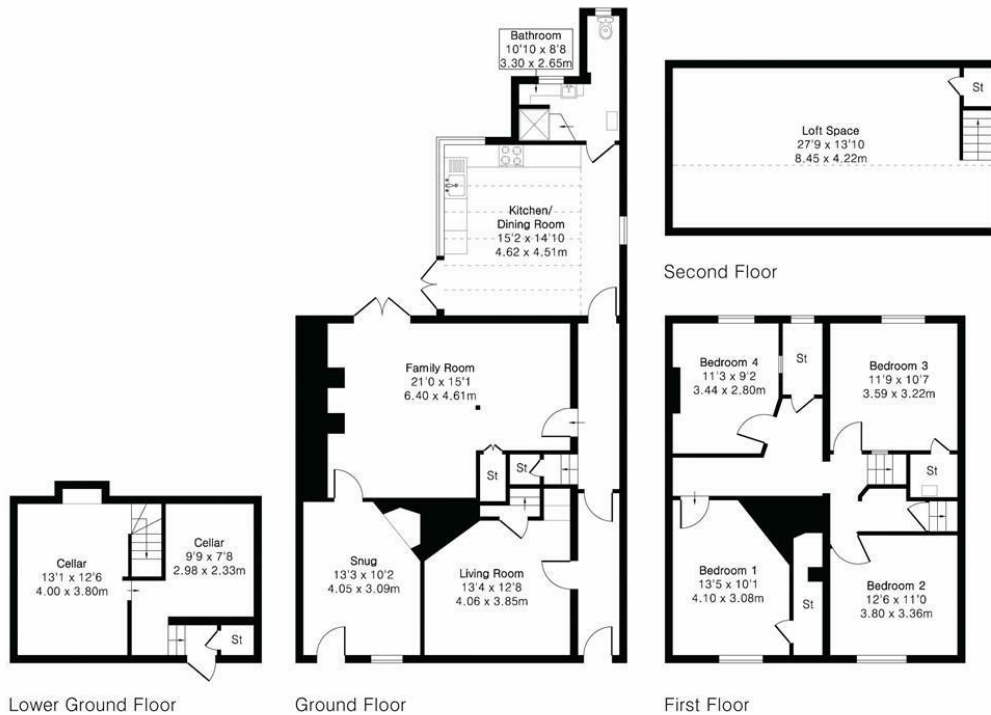 Bathroom
10'10 x 8'8
3.30 x 2.65m
St
Loft Space
27'9 x 13'10
8.45 x 4.22m
Kitchen/
Dining Room
15'2 x 14'10
4.62 x 4.51m
Second Floor
Family Room
21'0 x 15'1
6.40 x 4.61m
St
St
Bedroom 4
11'3 x 9'2
3.44 x 2.80m
St
Bedroom 3
11'9 x 10'7
3.59 x 3.22m
St
Cellar
13'1 x 12'6
4.00 x 3.80m
Cellar
9'9 x 7'8
2.98 x 2.33m
St
Snug
13'3 x 10'2
4.05 x 3.09m
Living Room
13'4 x 12'8
4.06 x 3.85m
Bedroom 1
13'5 x 10'1
4.10 x 3.08m
St
Bedroom 2
12'6 x 11'0
3.80 x 3.36m
Lower Ground Floor
Ground Floor
First Floor